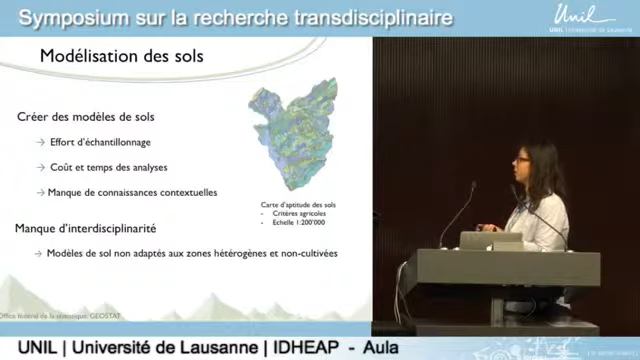 Symposium sur la recherche transdisciplinaire
Unil
UNIL | Université de Lausanne
Modélisation des sols
Créer des modèles de sols
→ Effort d'échantillonnage
→ Coût et temps des analyses
→ Manque de connaissances contextuelles
Carte d'aptitude des sols
- Critères agricoles
- Echelle 1:200'000
Manque d'interdisciplinarité
→ Modèles de sol non adaptés aux zones hétérogènes et non-cultivées
Office fédéral de la statistique, GEOSTAT
UNIL | Université de Lausanne | IDHEAP - Aula